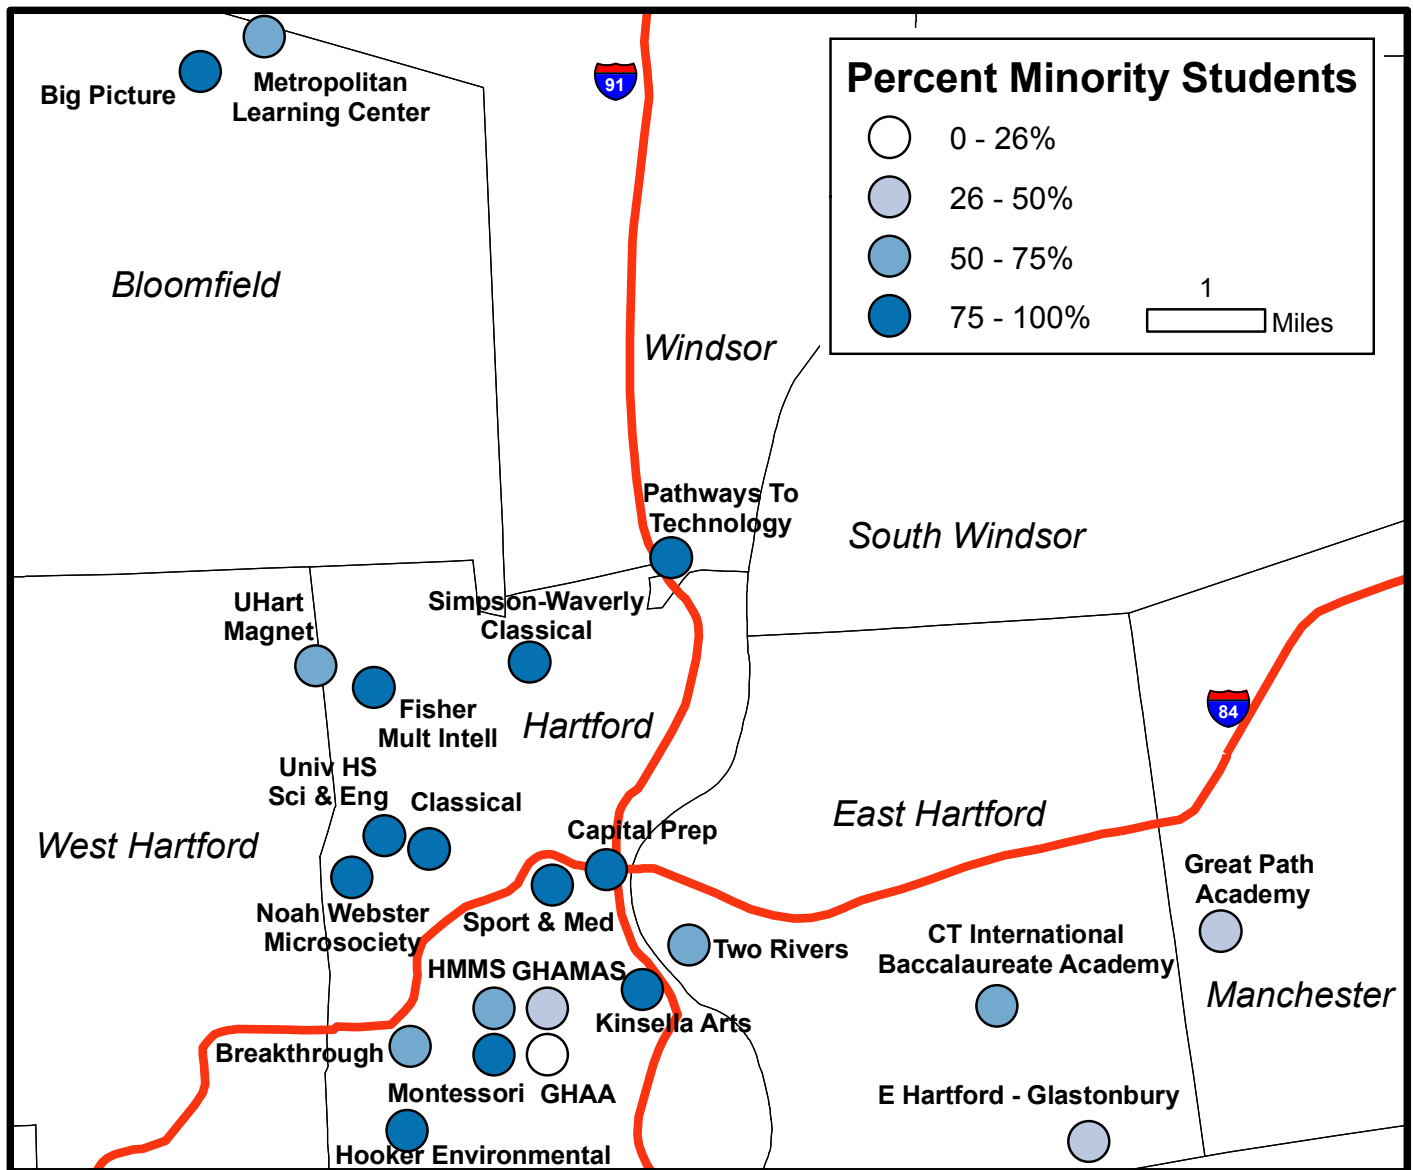 Big Picture
Metropolitan
Learning Center
91
Percent Minority Students
0 - 26%
26 - 50%
50 - 75%
75 - 100%
1
Miles
Bloomfield
Windsor
Pathways To
Technology
South Windsor
UHart
Magnet
Simpson-Waverly
Classical
Fisher
Mult Intell
Hartford
84
Univ HS
Sci & Eng
Classical
West Hartford
Capital Prep
East Hartford
Noah Webster
Microsociety
Sport & Med
Great Path
Academy
Two Rivers
CT International
Baccalaureate Academy
HMMS
GHAMAS
Kinsella Arts
Manchester
Breakthrough
Montessori
GHAA
E Hartford - Glastonbury
Hooker Environmental